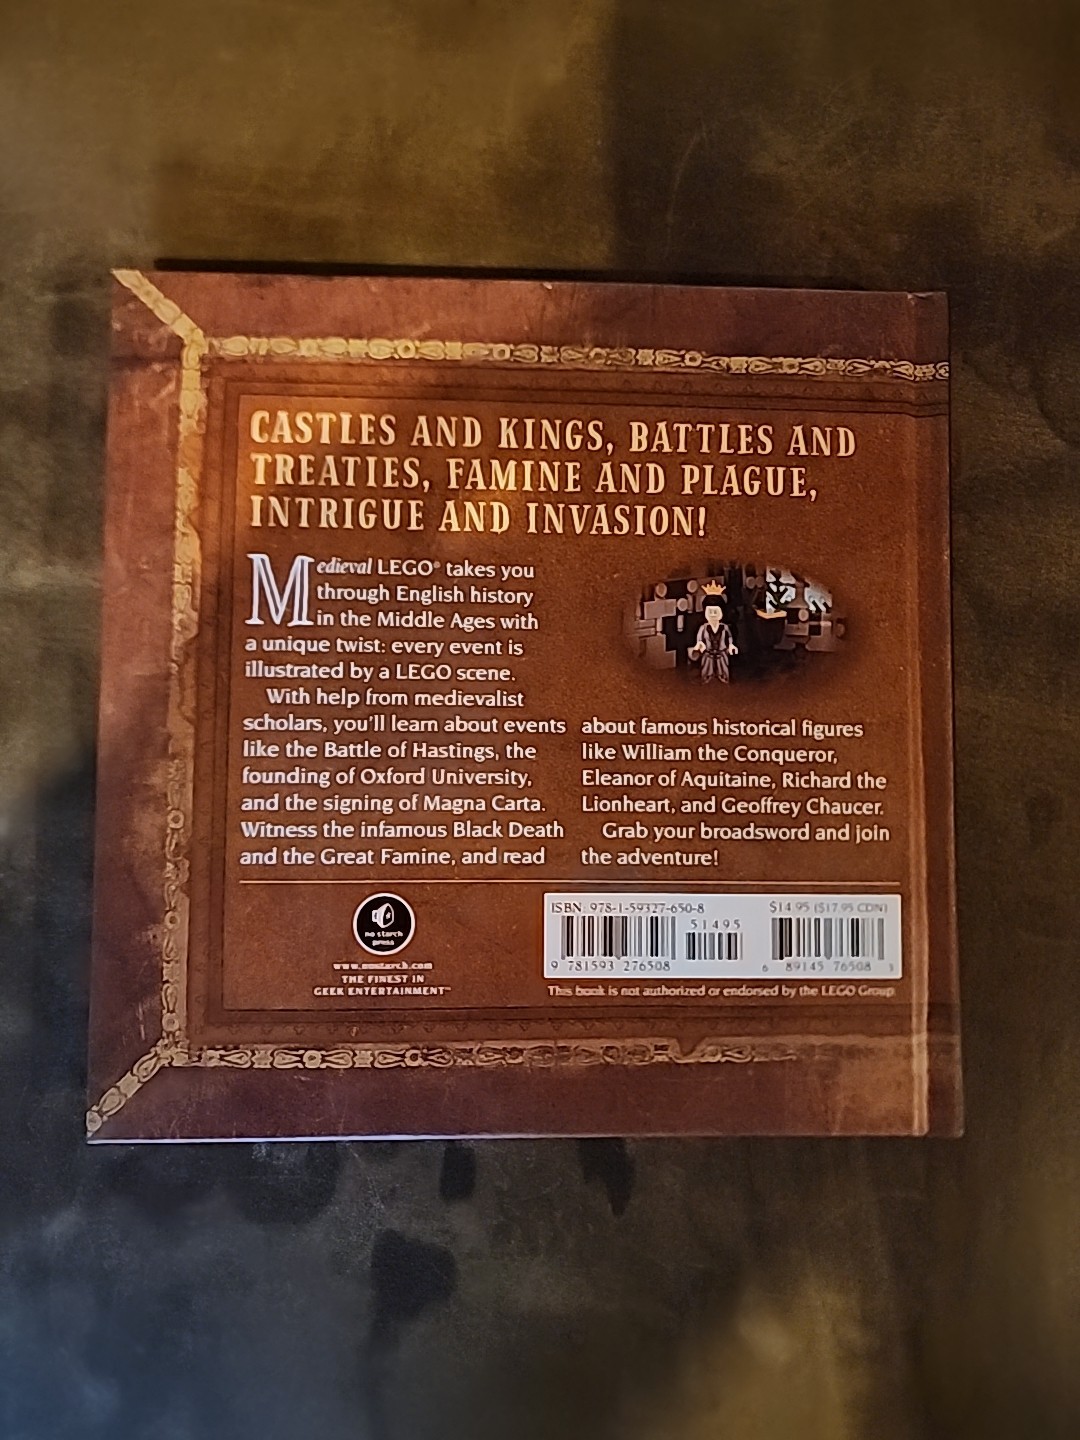 CASTLES AND KINGS, BATTLES AND
TREATIES, FAMINE AND PLAGUE,
INTRIGUE AND INVASION!
Medieval LEGO® takes you
through English history
in the Middle Ages with
a unique twist: every event is
illustrated by a LEGO scene.
With help from medievalist
scholars, you'll learn about events
like the Battle of Hastings, the
founding of Oxford University,
and the signing of Magna Carta.
Witness the infamous Black Death
and the Great Famine, and read
about famous historical figures
like William the Conqueror,
Eleanor of Aquitaine, Richard the
Lionheart, and Geoffrey Chaucer.
Grab your broadsword and join
the adventure!
no starch
press
www.nostarch.com
THE FINEST IN
GEEK ENTERTAINMENT™
ISBN: 978-1-59327-650-8
$14.95 ($17.95 CDN)
51495
9 781593 276508
6 89145 76508 3
This book is not authorized or endorsed by the LEGO Group.